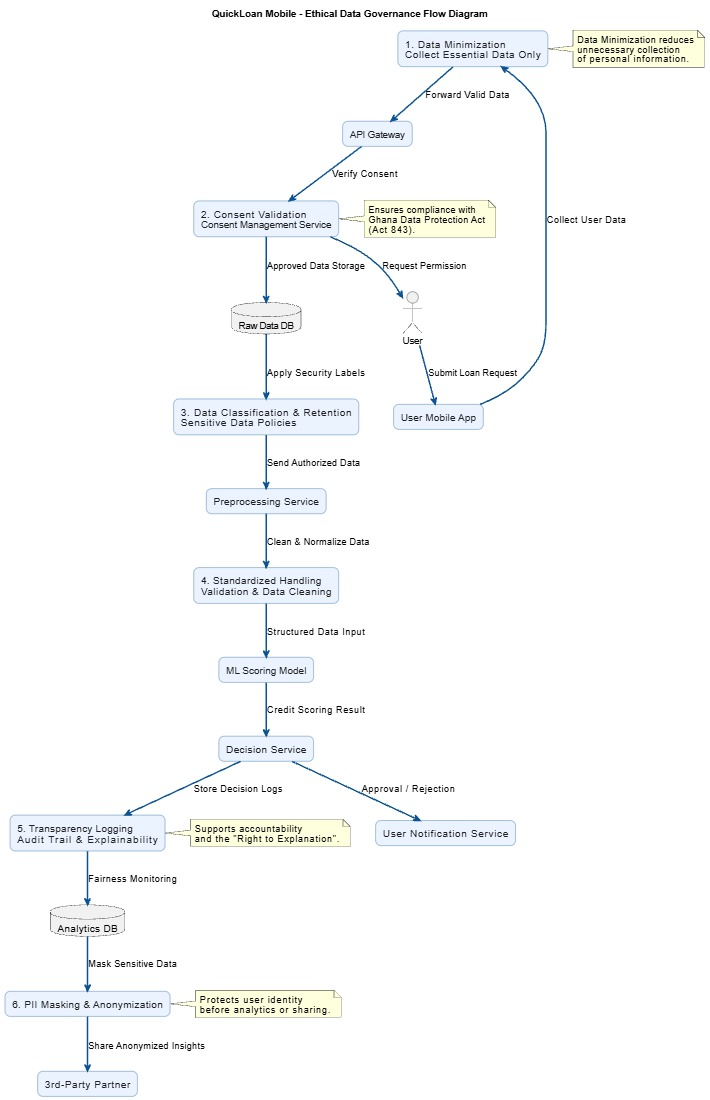 QuickLoan Mobile - Ethical Data Governance Flow Diagram
1. Data Minimization
Collect Essential Data Only
Data Minimization reduces
unnecessary collection
of personal information.
Forward Valid Data
API Gateway
Verify Consent
2. Consent Validation
Consent Management Service
Ensures compliance with
Ghana Data Protection Act
(Act 843).
Collect User Data
Approved Data Storage
Request Permission
Raw Data DB
User
Apply Security Labels
Submit Loan Request
3. Data Classification & Retention
Sensitive Data Policies
User Mobile App
Send Authorized Data
Preprocessing Service
Clean & Normalize Data
4. Standardized Handling
Validation & Data Cleaning
Structured Data Input
ML Scoring Model
Credit Scoring Result
Decision Service
Store Decision Logs
Approval / Rejection
5. Transparency Logging
Audit Trail & Explainability
Supports accountability
and the "Right to Explanation".
User Notification Service
Fairness Monitoring
Analytics DB
Mask Sensitive Data
6. PII Masking & Anonymization
Protects user identity
before analytics or sharing.
Share Anonymized Insights
3rd-Party Partner